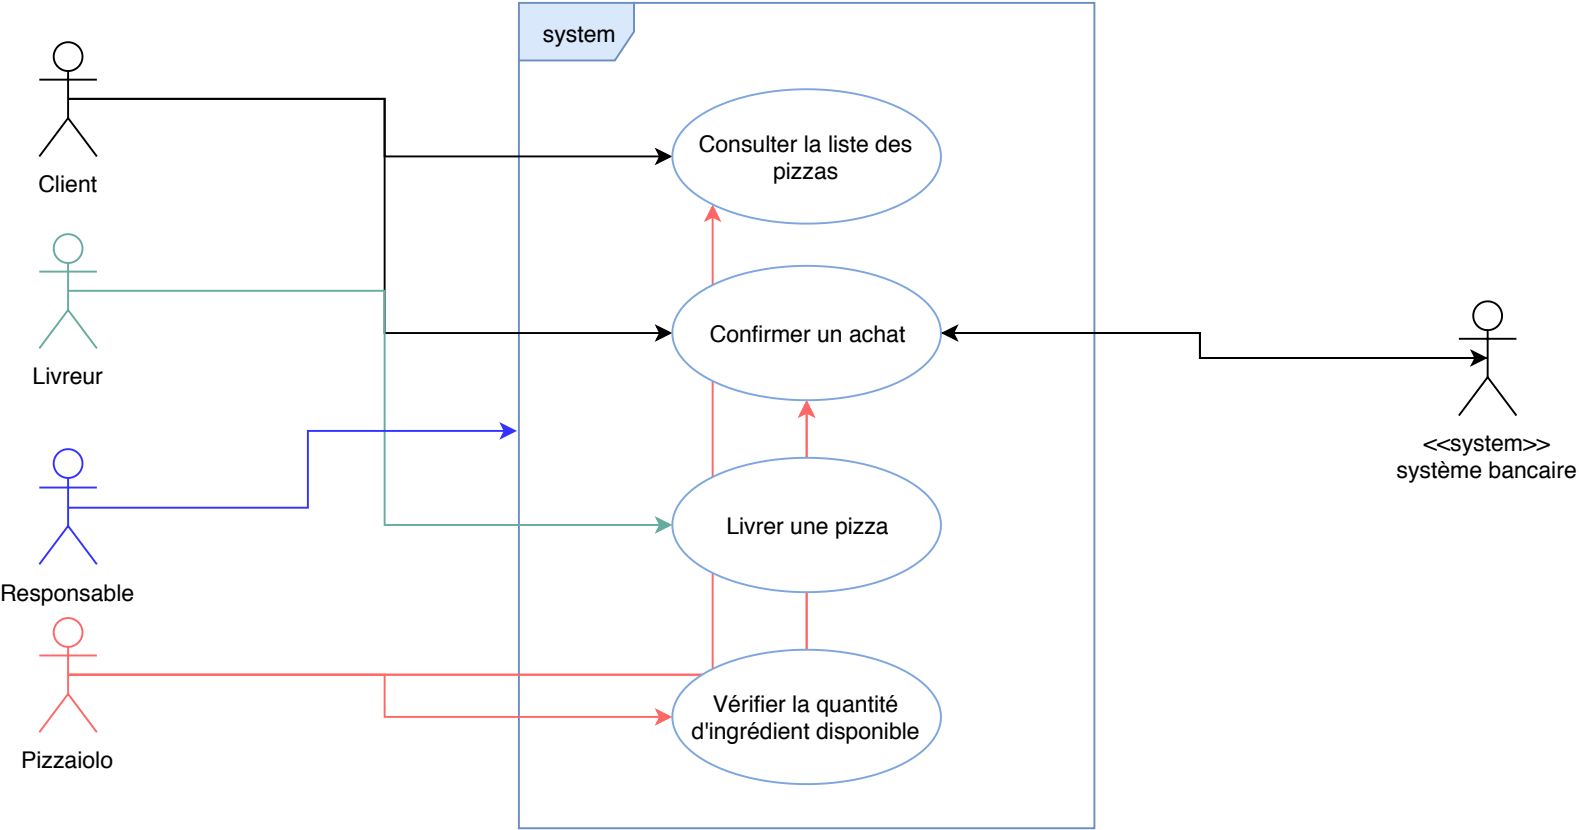 system
Client
Consulter la liste des
pizzas
Livreur
Confirmer un achat
<<system>>
système bancaire
Responsable
Livrer une pizza
Pizzaiolo
Vérifier la quantité
d'ingrédient disponible